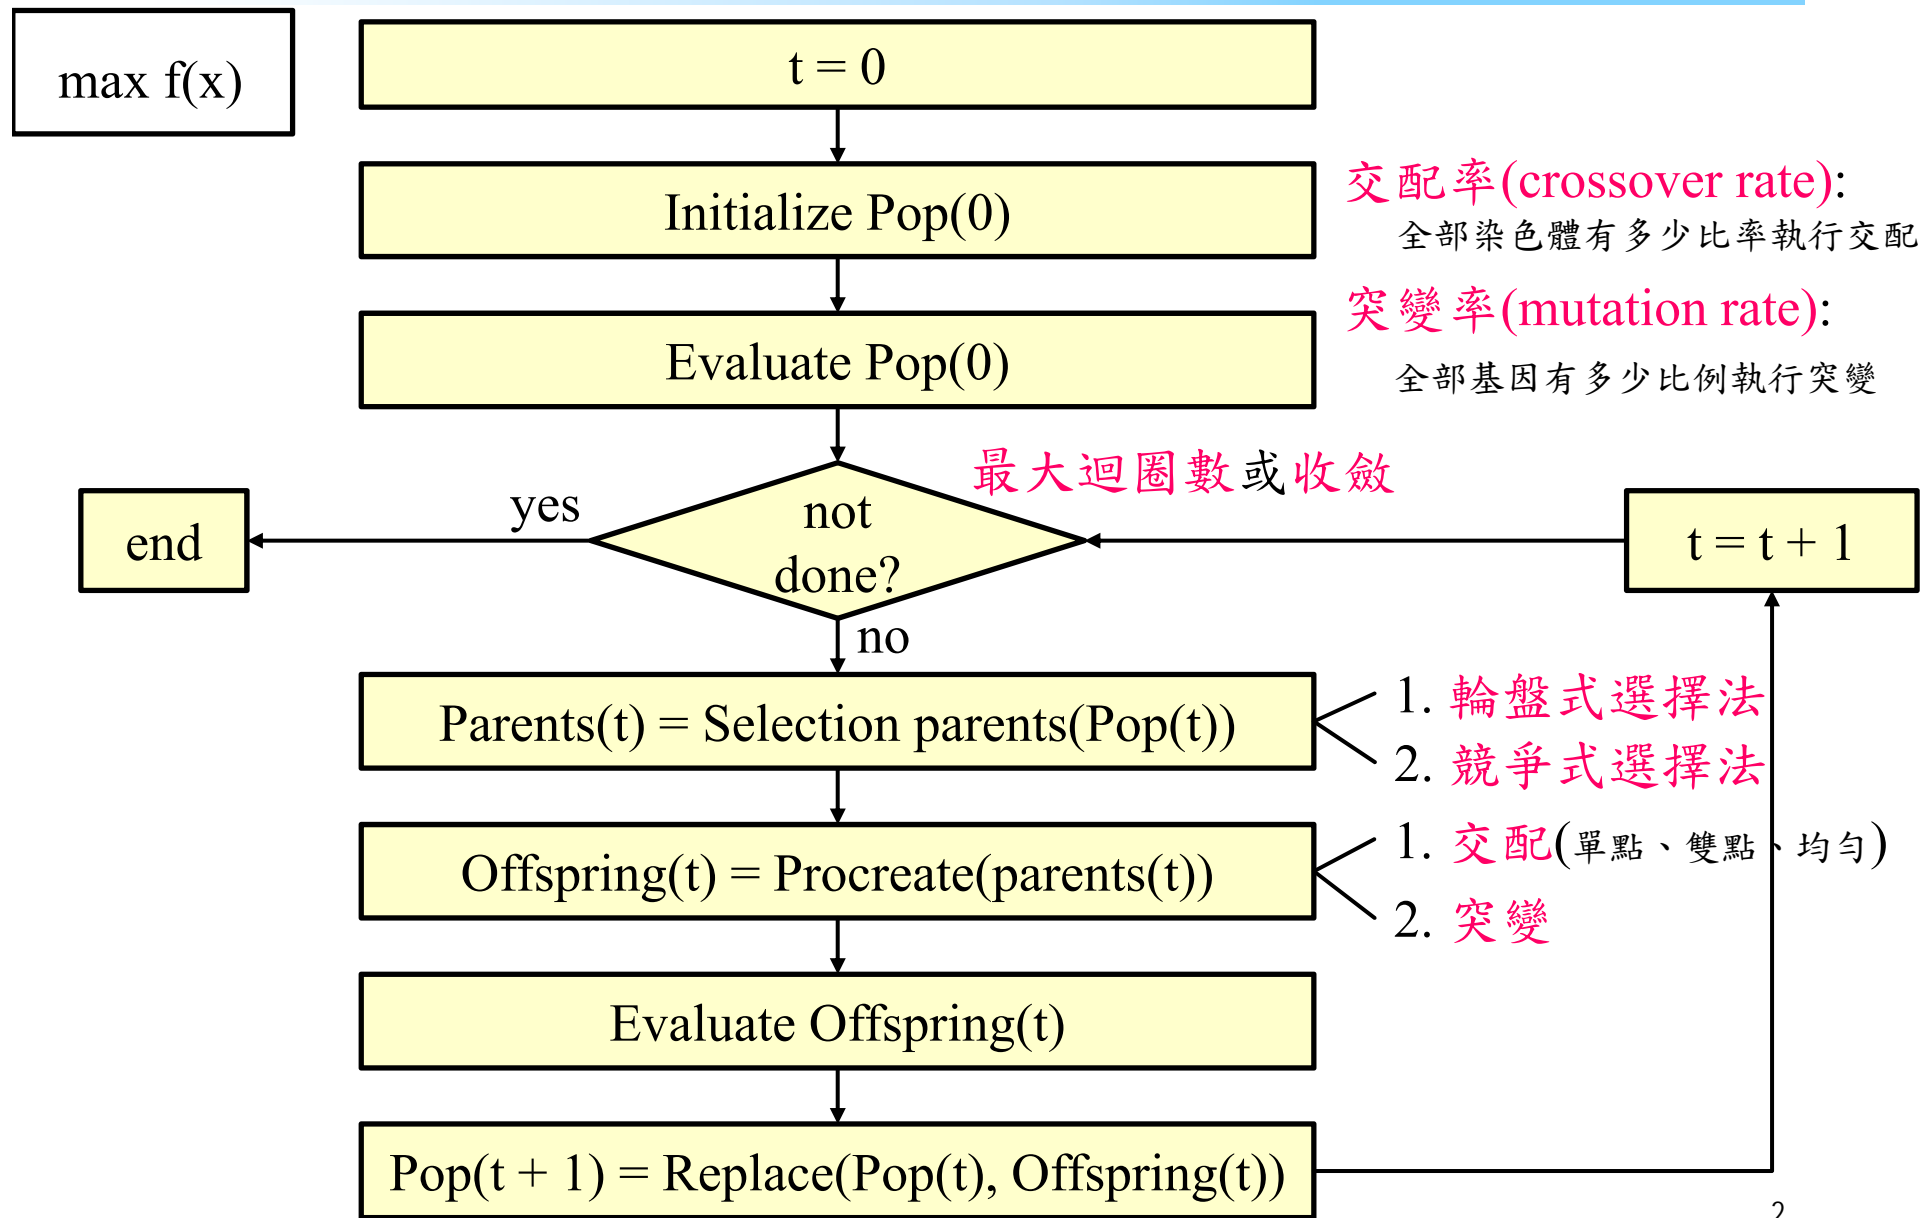 max f(x)
t = 0
Initialize Pop(0)
交配率(crossover rate):
全部染色體有多少比率執行交配
Evaluate Pop(0)
突變率(mutation rate):
全部基因有多少比例執行突變
最大迴圈數或收斂
end
yes
not
done?
t = t + 1
no
Parents(t) = Selection parents(Pop(t))
1. 輪盤式選擇法
2. 競爭式選擇法
Offspring(t) = Procreate(parents(t))
1. 交配(單點、雙點、均勻)
2. 突變
Evaluate Offspring(t)
Pop(t + 1) = Replace(Pop(t), Offspring(t))
2